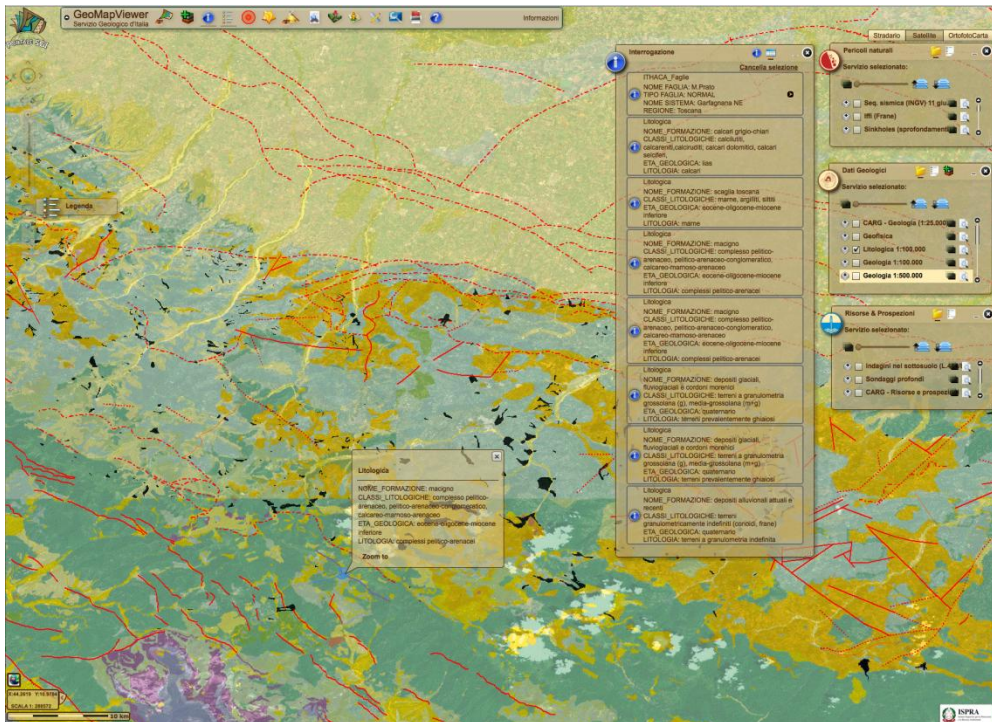 GeoMapViewer
Servizio Geologico d'Italia
Informazioni
Stradario
Satellite
OrtofotoCarta
Legenda
Interrogazione
Cancella selezione
ITHACA_Faglie
NOME FAGLIA: M.Prato
TIPO FAGLIA: NORMAL
NOME SISTEMA: Garfagnana NE
REGIONE: Toscana
Litologica
NOME_FORMAZIONE: calcari grigio-chiari
CLASSI_LITOLOGICHE: calcilutiti,
calcareniti,calciruditi; calcari dolomitici, calcari
selciferi,
ETA_GEOLOGICA: lias
LITOLOGIA: calcari
Litologica
NOME_FORMAZIONE: scaglia toscana
CLASSI_LITOLOGICHE: marne, argilliti, siltiti
ETA_GEOLOGICA: eocene-oligocene-miocene
inferiore
LITOLOGIA: marne
Litologica
NOME_FORMAZIONE: macigno
CLASSI_LITOLOGICHE: complesso pelitico-
arenaceo, pelitico-arenaceo-conglomeratico,
calcareo-marnoso-arenaceo
ETA_GEOLOGICA: eocene-oligocene-miocene
inferiore
LITOLOGIA: complessi pelitico-arenacei
Litologica
NOME_FORMAZIONE: macigno
CLASSI_LITOLOGICHE: complesso pelitico-
arenaceo, pelitico-arenaceo-conglomeratico,
calcareo-marnoso-arenaceo
ETA_GEOLOGICA: eocene-oligocene-miocene
inferiore
LITOLOGIA: complessi pelitico-arenacei
Litologica
NOME_FORMAZIONE: depositi glaciali,
fluvioglaciali e cordoni morenici
CLASSI_LITOLOGICHE: terreni a granulometria
grossolana (g), media-grossolana (m+g)
ETA_GEOLOGICA: quaternario
LITOLOGIA: terreni prevalentemente ghiaiosi
Litologica
NOME_FORMAZIONE: depositi glaciali,
fluvioglaciali e cordoni morenici
CLASSI_LITOLOGICHE: terreni a granulometria
grossolana (g), media-grossolana (m+g)
ETA_GEOLOGICA: quaternario
LITOLOGIA: terreni prevalentemente ghiaiosi
Litologica
NOME_FORMAZIONE: depositi alluvionali attuali e
recenti
CLASSI_LITOLOGICHE: terreni
granulometricamente indefiniti (conoidi, frane)
ETA_GEOLOGICA: quaternario
LITOLOGIA: terreni a granulometria indefinita
Pericoli naturali
Servizio selezionato:
Seq. sismica (INGV) 11_giu
Iffi (Frane)
Sinkholes (sprofondament
Dati Geologici
Servizio selezionato:
CARG - Geologia (1:25.000
Geofisica
Litologica 1:100.000
Geologia 1:100.000
Geologia 1:500.000
Risorse & Prospezioni
Servizio selezionato:
Indagini nel sottosuolo (L.
Sondaggi profondi
CARG - Risorse e prospezi
Litologica
NOME_FORMAZIONE: macigno
CLASSI_LITOLOGICHE: complesso pelitico-
arenaceo, pelitico-arenaceo-conglomeratico,
calcareo-marnoso-arenaceo
ETA_GEOLOGICA: eocene-oligocene-miocene
inferiore
LITOLOGIA: complessi pelitico-arenacei
Zoom to
10 km
ISPRA